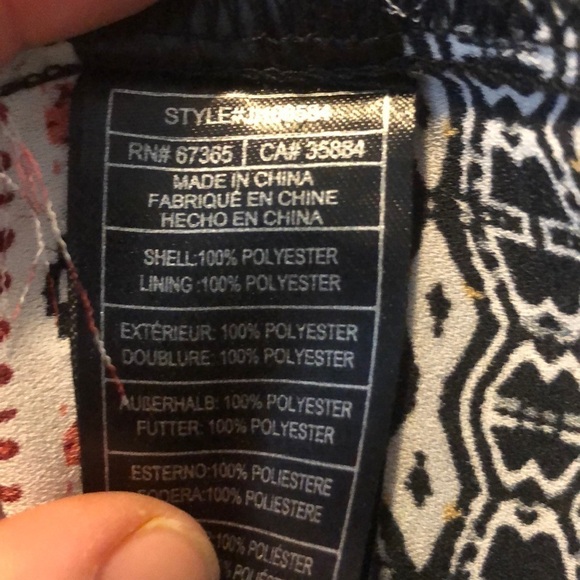 STYLE#
RN# 67365 CA# 35884
MADE IN CHINA
FABRIQUÉ EN CHINE
HECHO EN CHINA
SHELL:100% POLYESTER
LINING :100% POLYESTER
EXTÉRIEUR: 100% POLYESTER
DOUBLURE: 100% POLYESTER
AUßERHALB: 100% POLYESTER
FUTTER: 100% POLYESTER
ESTERNO:100% POLIESTERE
FODERA:100% POLIESTERE
100% POLIÉSTER
100% POLIÉSTER